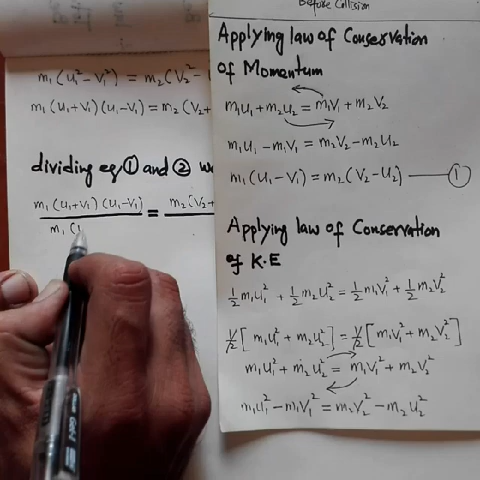 m₁(u₁²-v₁²) = m₂(v₂²-
m₁(u₁+v₁)(u₁-v₁) = m₂(v₂+
dividing eq ① and ② w
m₁(u₁+v₁)(u₁-v₁) = m₂(v₂+
m₁(
Before Collision
Applying law of Conservation
of Momentum
m₁u₁+m₂u₂ = m₁v₁+m₂v₂
m₁u₁-m₁v₁ = m₂v₂-m₂u₂
m₁(u₁-v₁) = m₂(v₂-u₂) — ①
Applying law of Conservation
of K.E
½m₁u₁² + ½m₂u₂² = ½m₁v₁² + ½m₂v₂²
½[m₁u₁² + m₂u₂²] = ½[m₁v₁² + m₂v₂²]
m₁u₁² + m₂u₂² = m₁v₁² + m₂v₂²
m₁u₁² - m₁v₁² = m₂v₂² - m₂u₂²